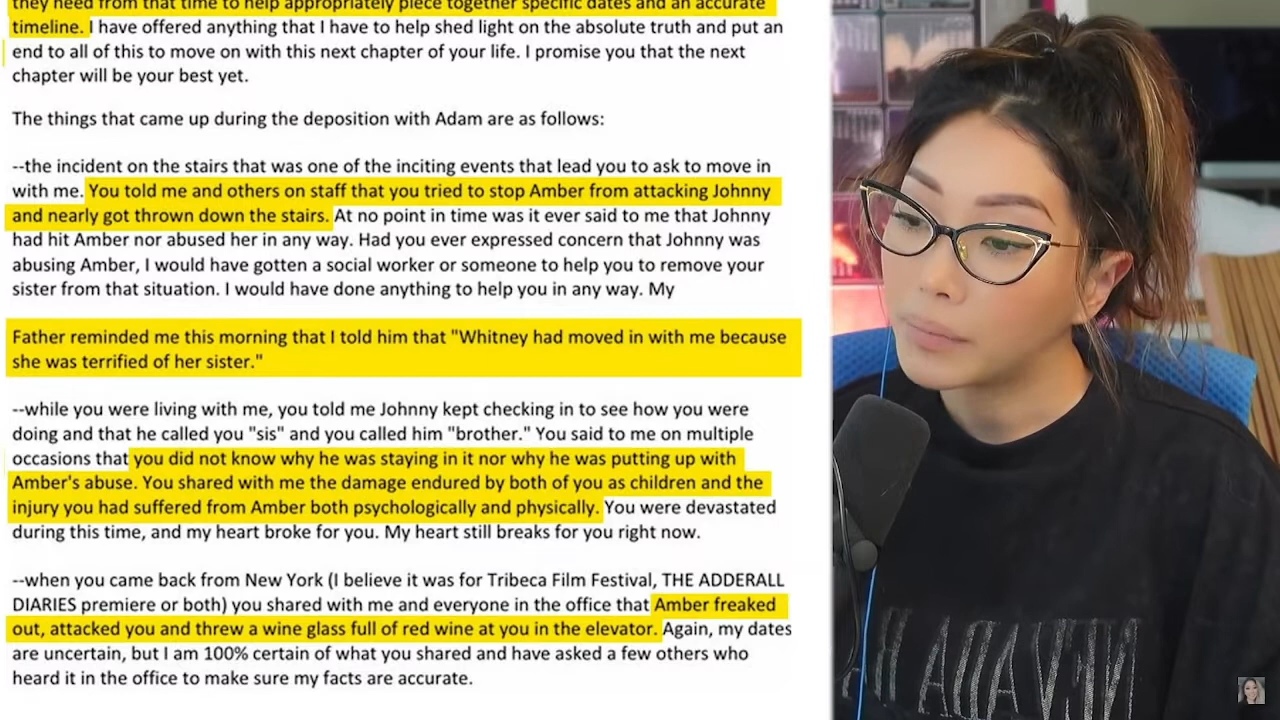 they need from that time to help appropriately piece together specific dates and an accurate
timeline. I have offered anything that I have to help shed light on the absolute truth and put an
end to all of this to move on with this next chapter of your life. I promise you that the next
chapter will be your best yet.
The things that came up during the deposition with Adam are as follows:
--the incident on the stairs that was one of the inciting events that lead you to ask to move in
with me. You told me and others on staff that you tried to stop Amber from attacking Johnny
and nearly got thrown down the stairs. At no point in time was it ever said to me that Johnny
had hit Amber nor abused her in any way. Had you ever expressed concern that Johnny was
abusing Amber, I would have gotten a social worker or someone to help you to remove your
sister from that situation. I would have done anything to help you in any way. My
Father reminded me this morning that I told him that "Whitney had moved in with me because
she was terrified of her sister."
--while you were living with me, you told me Johnny kept checking in to see how you were
doing and that he called you "sis" and you called him "brother." You said to me on multiple
occasions that you did not know why he was staying in it nor why he was putting up with
Amber's abuse. You shared with me the damage endured by both of you as children and the
injury you had suffered from Amber both psychologically and physically. You were devastated
during this time, and my heart broke for you. My heart still breaks for you right now.
--when you came back from New York (I believe it was for Tribeca Film Festival, THE ADDERALL
DIARIES premiere or both) you shared with me and everyone in the office that Amber freaked
out, attacked you and threw a wine glass full of red wine at you in the elevator. Again, my dates
are uncertain, but I am 100% certain of what you shared and have asked a few others who
heard it in the office to make sure my facts are accurate.